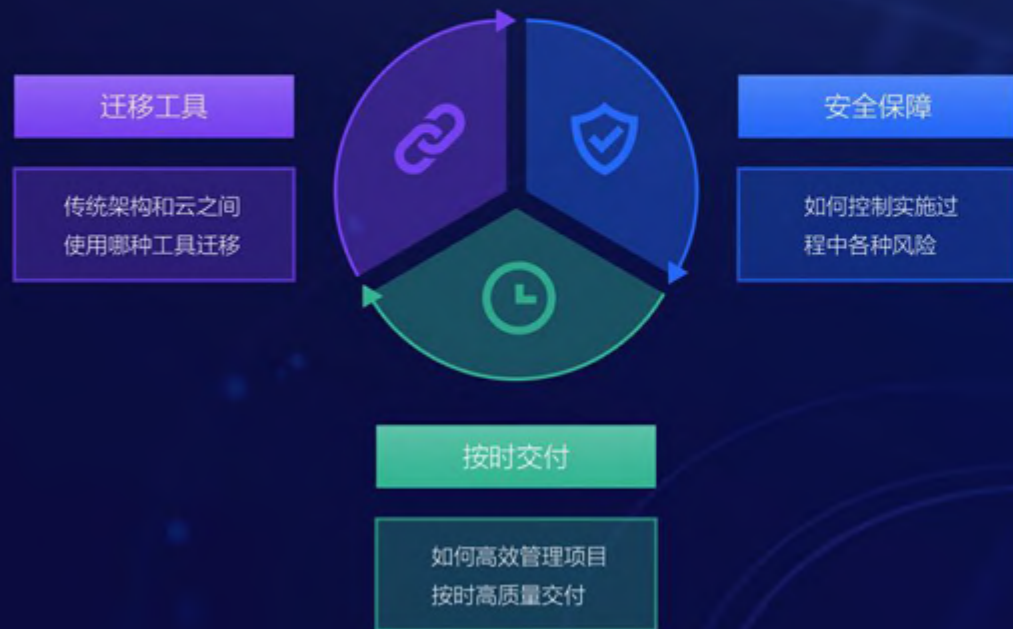 迁移工具
传统架构和云之间
使用哪种工具迁移
安全保障
如何控制实施过
程中各种风险
按时交付
如何高效管理项目
按时高质量交付